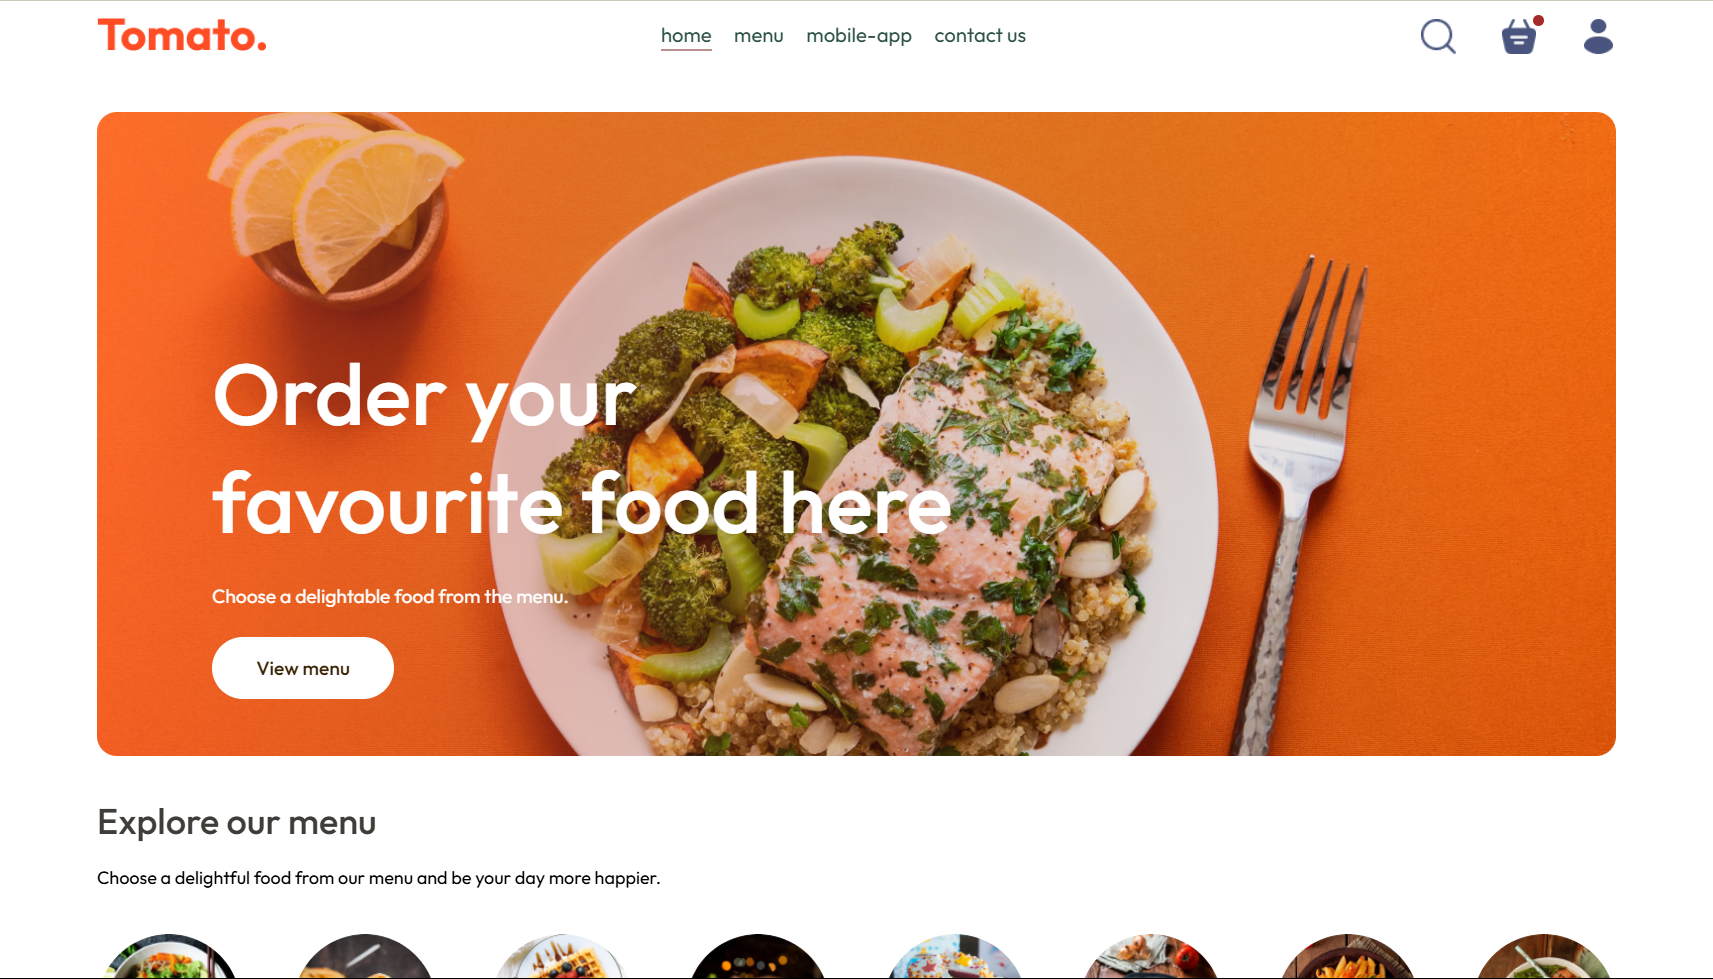 Tomato.
home menu mobile-app contact us
Order your
favourite food here
Choose a delightable food from the menu.
View menu
Explore our menu
Choose a delightful food from our menu and be your day more happier.